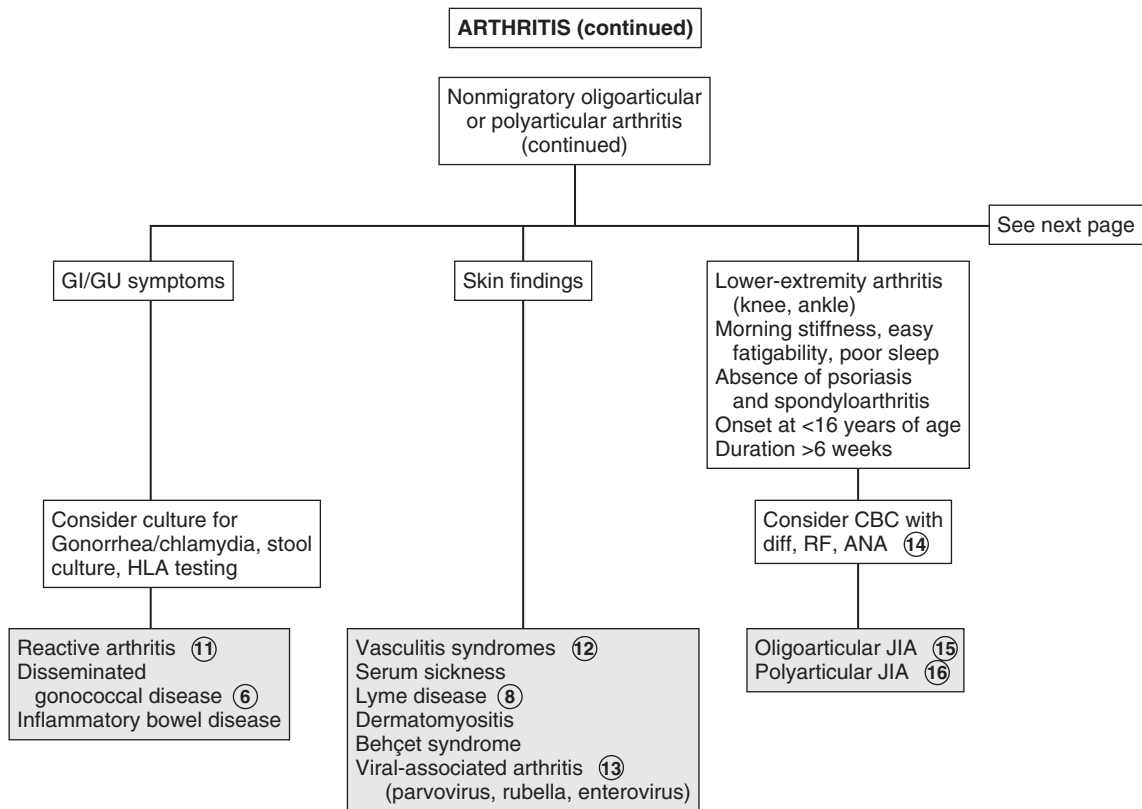 ARTHRITIS (continued)
Nonmigratory oligoarticular
or polyarticular arthritis
(continued)
See next page
GI/GU symptoms
Skin findings
Lower-extremity arthritis
(knee, ankle)
Morning stiffness, easy
fatigability, poor sleep
Absence of psoriasis
and spondyloarthritis
Onset at <16 years of age
Duration >6 weeks
Consider culture for
Gonorrhea/chlamydia, stool
culture, HLA testing
Consider CBC with
diff, RF, ANA 14
Reactive arthritis 11
Disseminated
gonococcal disease 6
Inflammatory bowel disease
Vasculitis syndromes 12
Serum sickness
Lyme disease 8
Dermatomyositis
Behçet syndrome
Viral-associated arthritis 13
(parvovirus, rubella, enterovirus)
Oligoarticular JIA 15
Polyarticular JIA 16